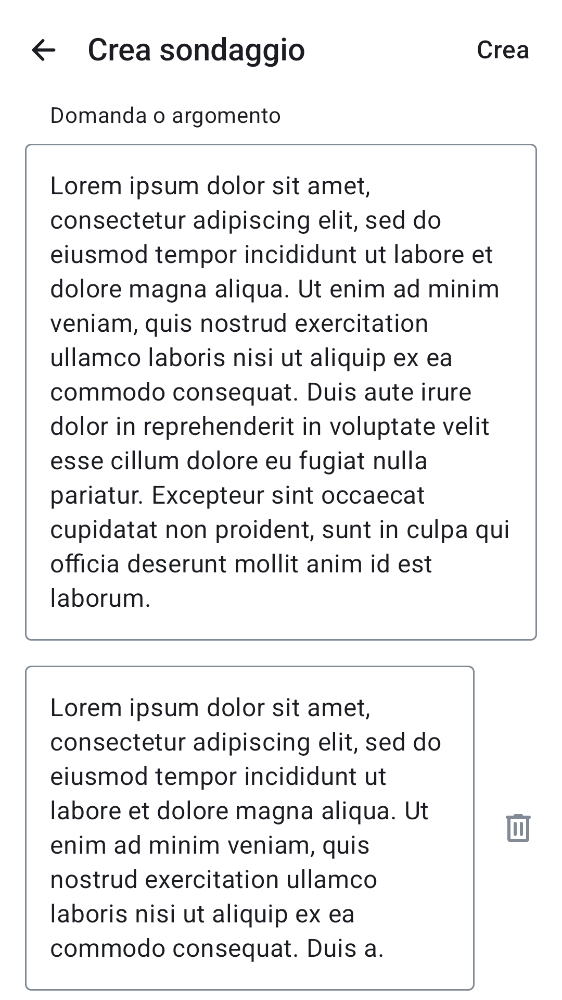 Crea sondaggio
Crea
Domanda o argomento
Lorem ipsum dolor sit amet,
consectetur adipiscing elit, sed do
eiusmod tempor incididunt ut labore et
dolore magna aliqua. Ut enim ad minim
veniam, quis nostrud exercitation
ullamco laboris nisi ut aliquip ex ea
commodo consequat. Duis aute irure
dolor in reprehenderit in voluptate velit
esse cillum dolore eu fugiat nulla
pariatur. Excepteur sint occaecat
cupidatat non proident, sunt in culpa qui
officia deserunt mollit anim id est
laborum.
Lorem ipsum dolor sit amet,
consectetur adipiscing elit, sed do
eiusmod tempor incididunt ut
labore et dolore magna aliqua. Ut
enim ad minim veniam, quis
nostrud exercitation ullamco
laboris nisi ut aliquip ex ea
commodo consequat. Duis a.